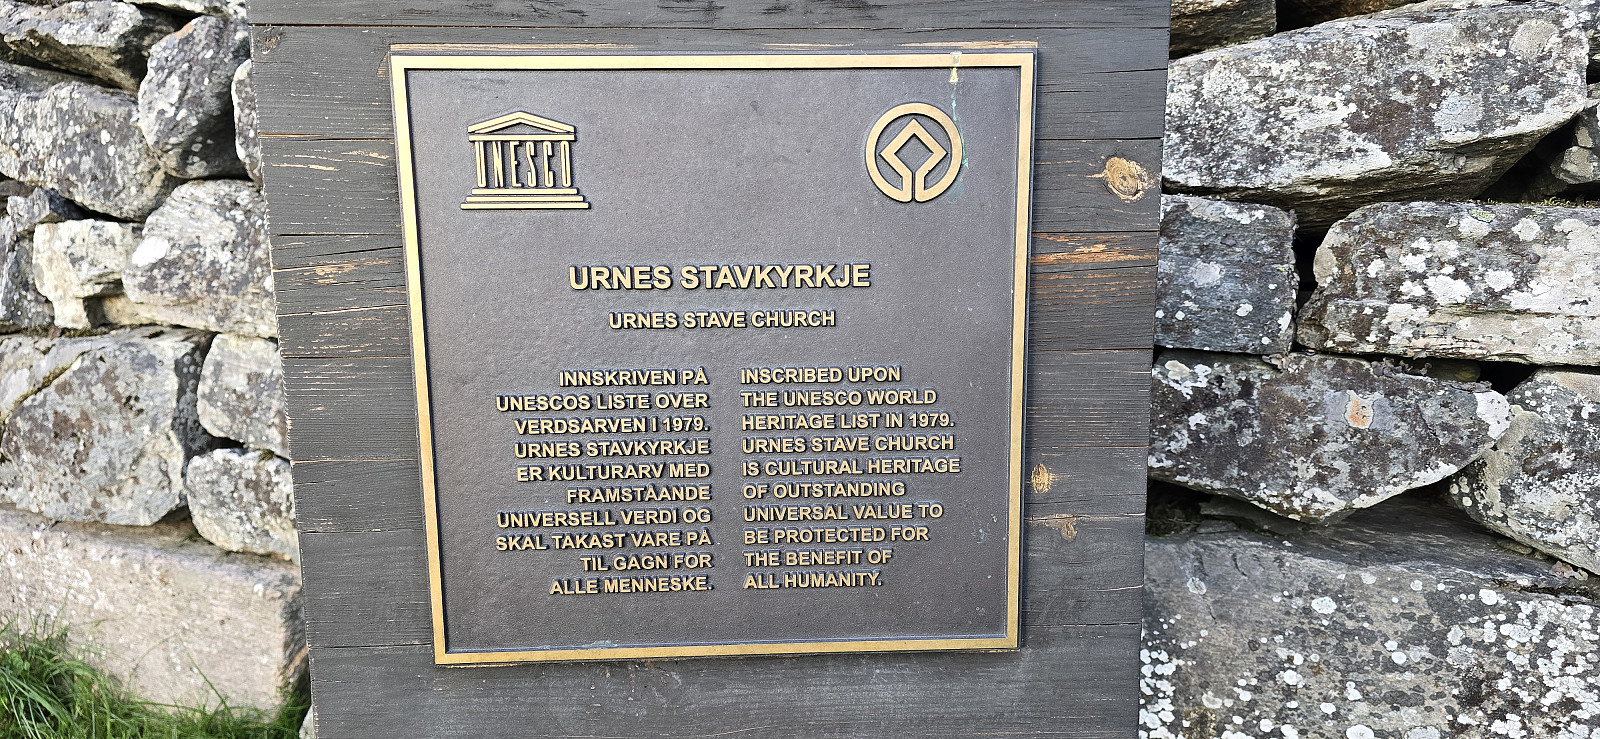 UNESCO
URNES STAVKYRKJE
URNES STAVE CHURCH
INNSKRIVEN PÅ
UNESCOS LISTE OVER
VERDSARVEN I 1979.
URNES STAVKYRKJE
ER KULTURARV MED
FRAMSTÅANDE
UNIVERSELL VERDI OG
SKAL TAKAST VARE PÅ
TIL GAGN FOR
ALLE MENNESKE.
INSCRIBED UPON
THE UNESCO WORLD
HERITAGE LIST IN 1979.
URNES STAVE CHURCH
IS CULTURAL HERITAGE
OF OUTSTANDING
UNIVERSAL VALUE TO
BE PROTECTED FOR
THE BENEFIT OF
ALL HUMANITY.